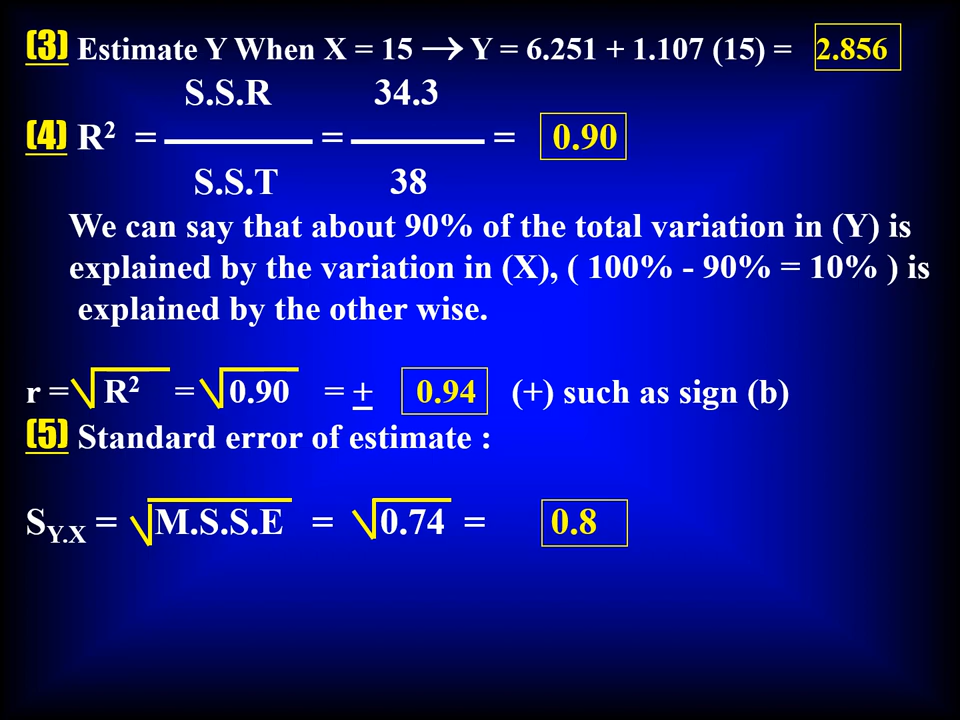 (3) Estimate Y When X = 15 → Y = 6.251 + 1.107 (15) = 2.856
S.S.R 34.3
(4) R² = = = 0.90
S.S.T 38
We can say that about 90% of the total variation in (Y) is
explained by the variation in (X), ( 100% - 90% = 10% ) is
explained by the other wise.
r = √R² = √0.90 = ± 0.94 (+) such as sign (b)
(5) Standard error of estimate :
S Y.X = √M.S.S.E = √0.74 = 0.8